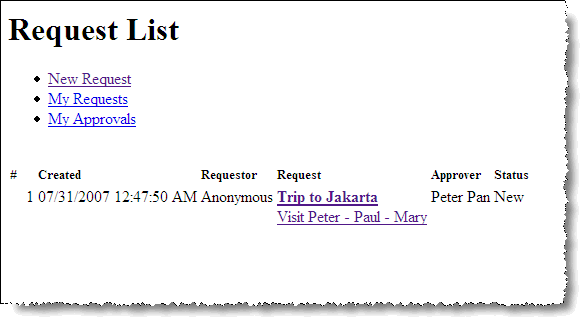 Request List
New Request
My Requests
My Approvals
# Created Requestor Request Approver Status
1 07/31/2007 12:47:50 AM Anonymous Trip to Jakarta Peter Pan New
Visit Peter - Paul - Mary